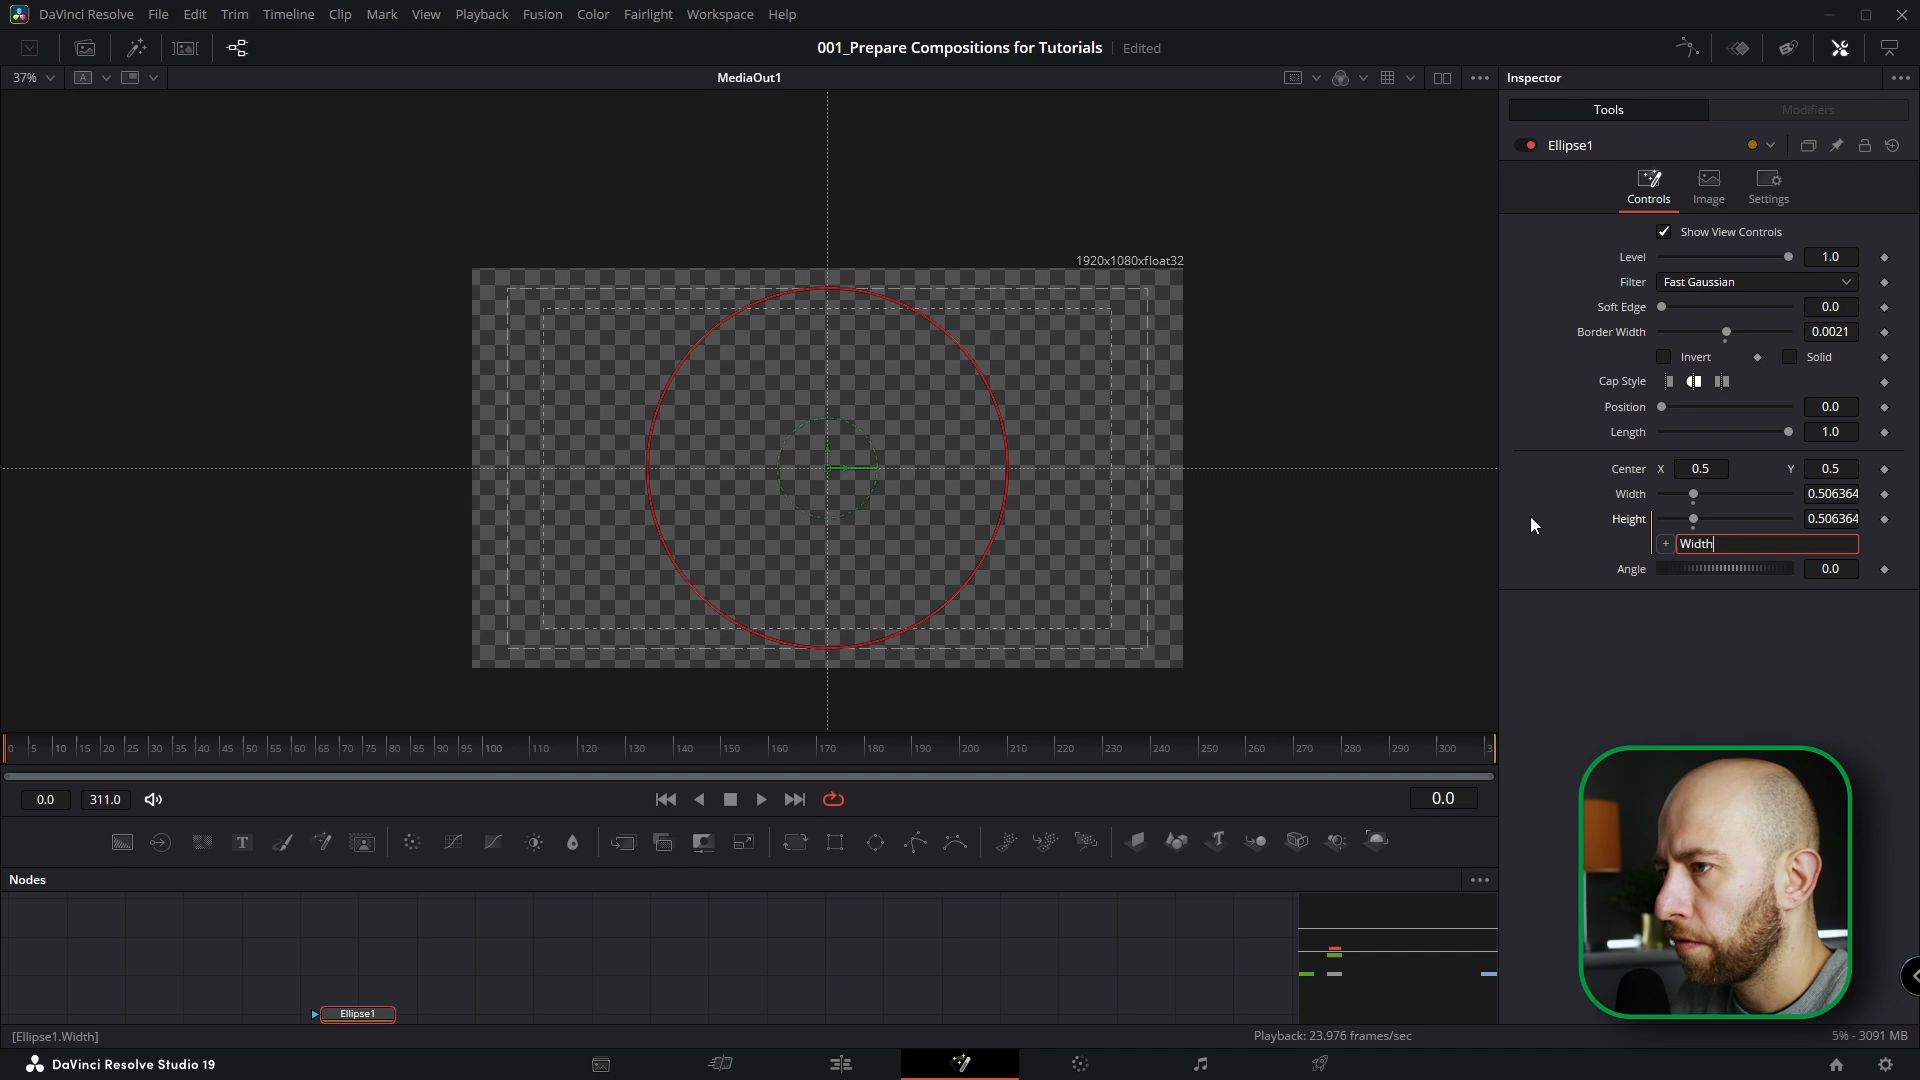 DaVinci Resolve File Edit Trim Timeline Clip Mark View Playback Fusion Color Fairlight Workspace Help
001_Prepare Compositions for Tutorials Edited
37% A MediaOut1 Inspector
Tools Modifiers
Ellipse1
Controls Image Settings
Show View Controls
1920x1080xfloat32
Level 1.0
Filter Fast Gaussian
Soft Edge 0.0
Border Width 0.0021
Invert Solid
Cap Style
Position 0.0
Length 1.0
Center X 0.5 Y 0.5
Width 0.506364
Height 0.506364
+ Width
Angle 0.0
0 5 10 15 20 25 30 35 40 45 50 55 60 65 70 75 80 85 90 95 100 110 120 130 140 150 160 170 180 190 200 210 220 230 240 250 260 270 280 290 300 3
0.0 311.0 0.0
Nodes
Ellipse1
[Ellipse1.Width] Playback: 23.976 frames/sec 5% - 3091 MB
DaVinci Resolve Studio 19